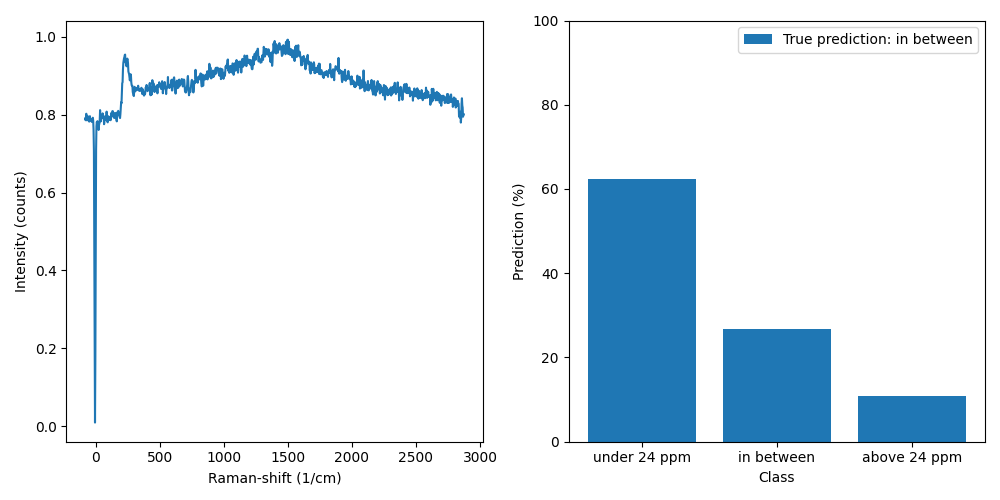 1.0
0.8
0.6
0.4
0.2
0.0
Intensity (counts)
0 500 1000 1500 2000 2500 3000
Raman-shift (1/cm)
100
80
60
40
20
0
Prediction (%)
True prediction: in between
under 24 ppm in between above 24 ppm
Class